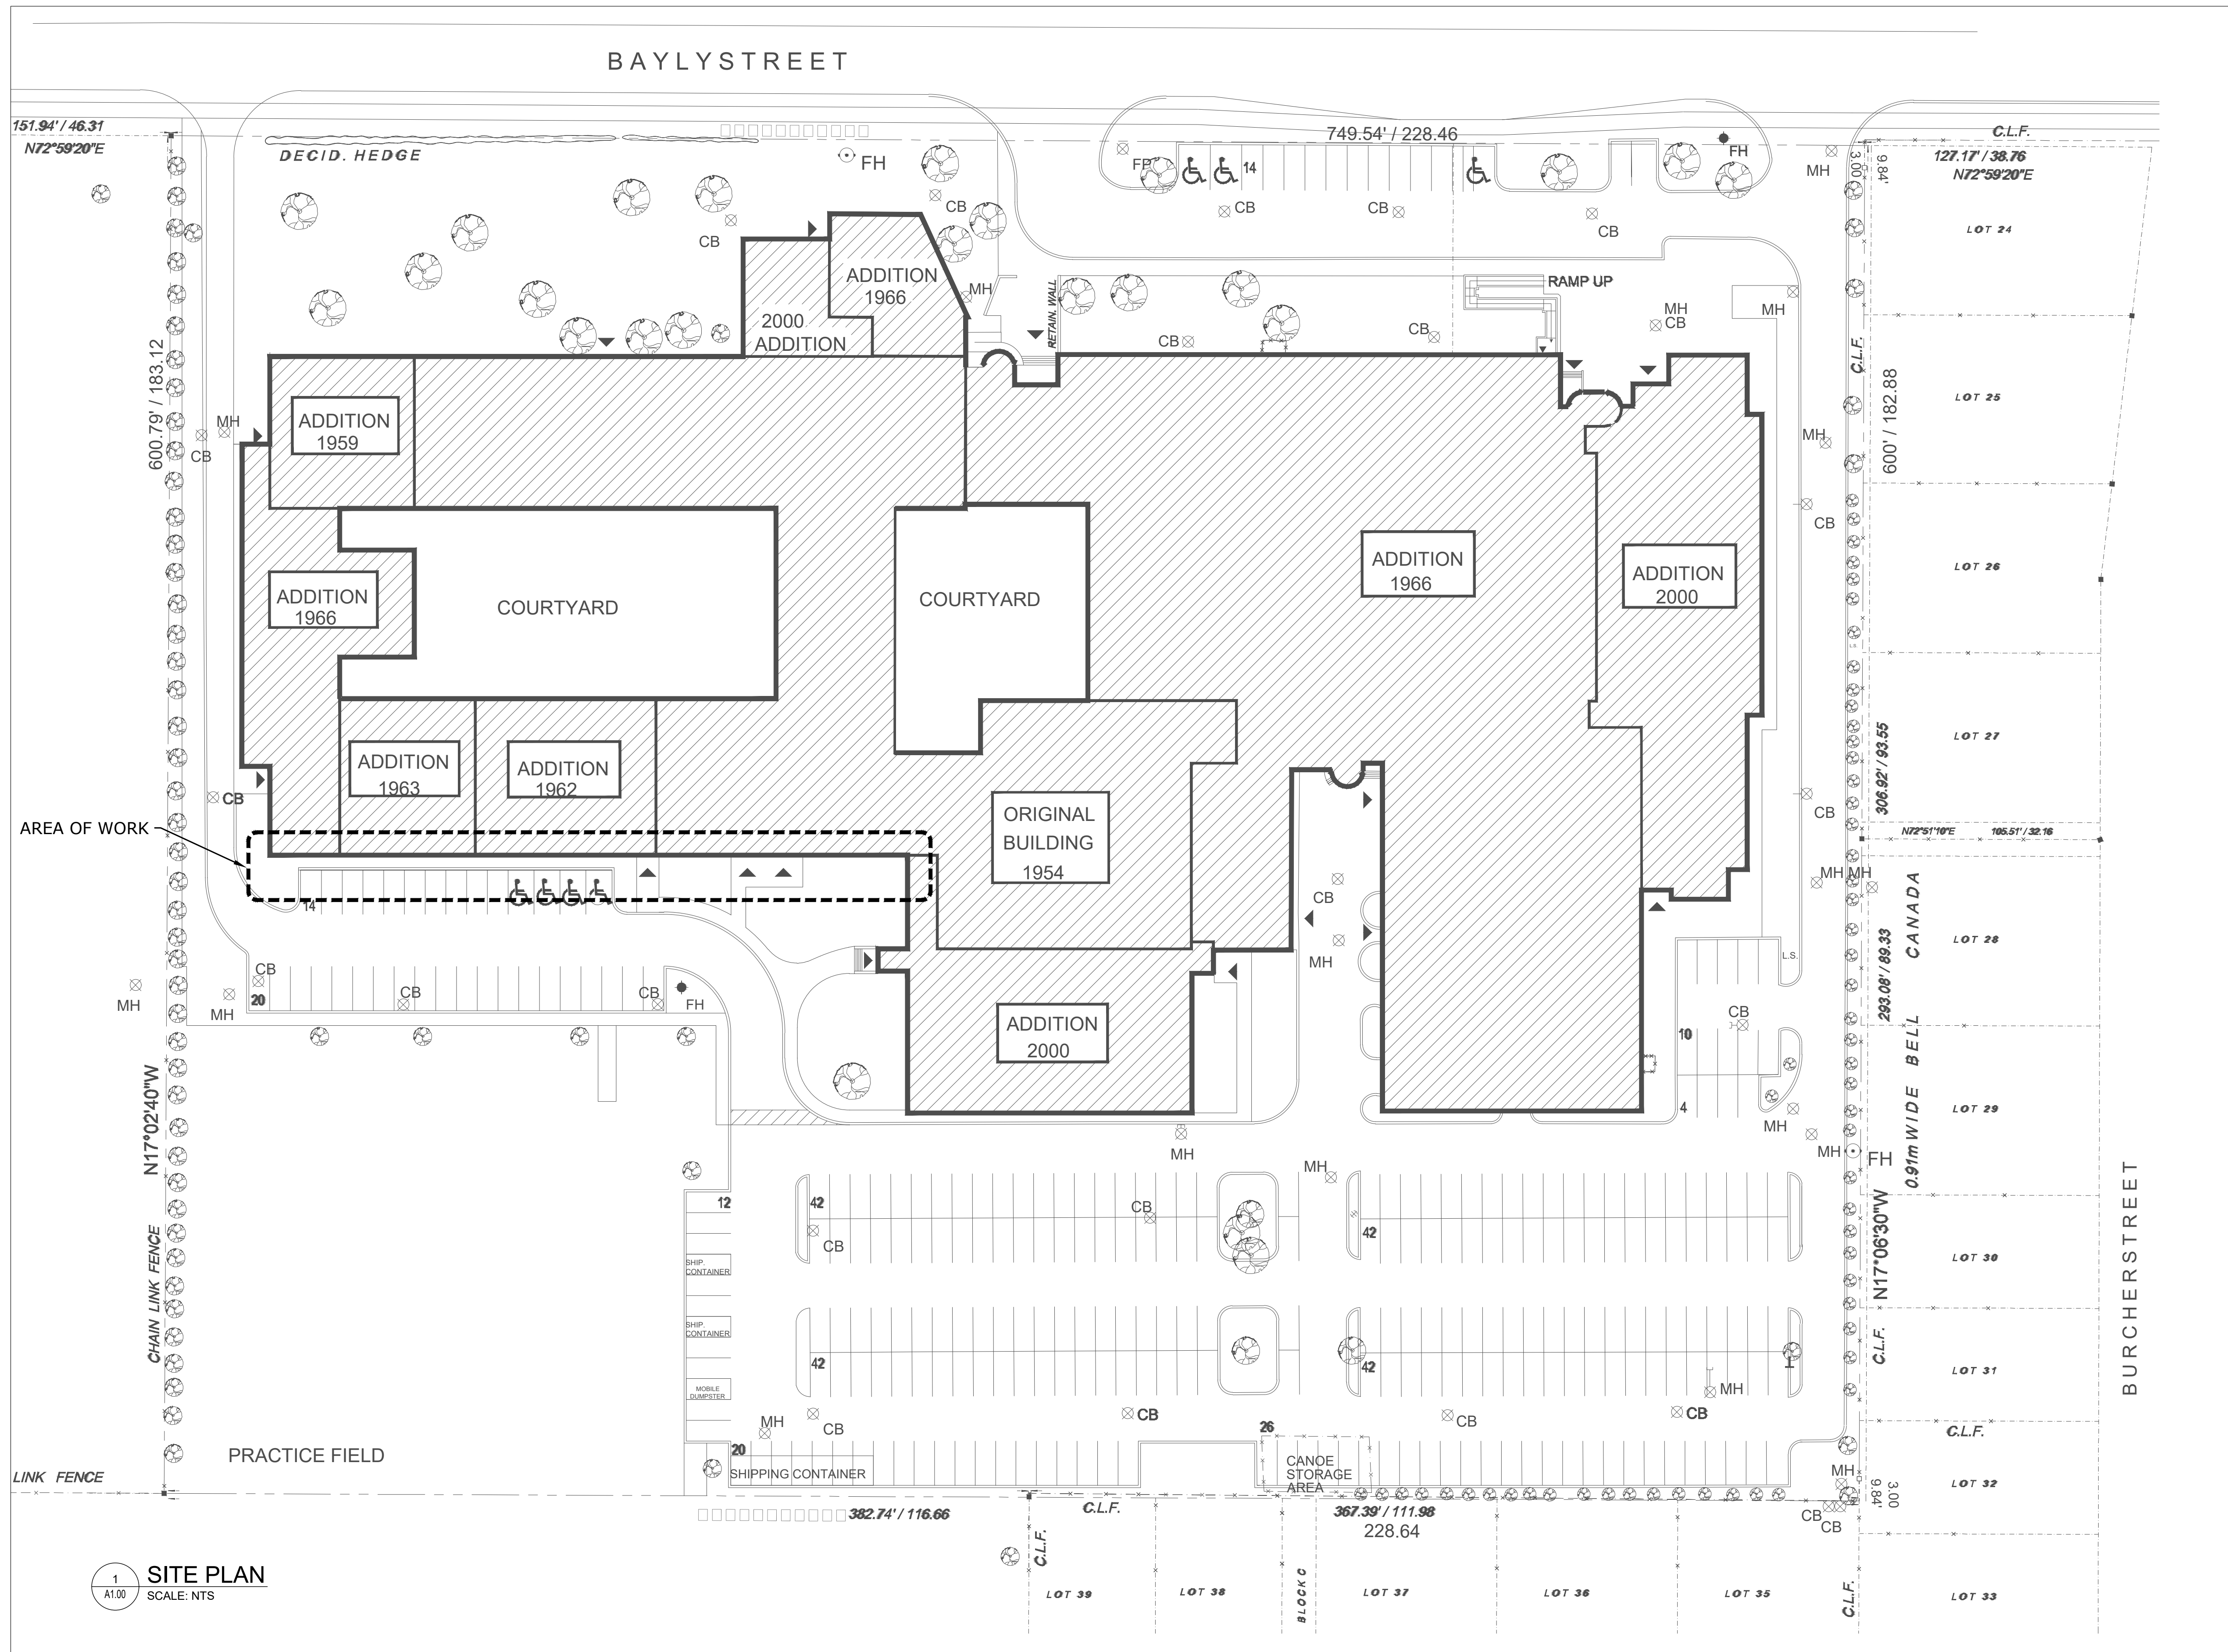 BAYLYSTREET
151.94' / 46.31
N72°59'20"E
DECID. HEDGE
FH
749.54' / 228.46
FH
C.L.F.
127.17' / 38.76
N72°59'20"E
3.00
9.84'
MH
14
CB
CB
CB
CB
CB
LOT 24
ADDITION
1966
2000
ADDITION
MH
RETAIN. WALL
RAMP UP
MH
CB
MH
CB
CB
600.79' / 183.12
C.L.F.
600' / 182.88
LOT 25
ADDITION
1959
MH
CB
MH
CB
LOT 26
ADDITION
1966
COURTYARD
COURTYARD
ADDITION
1966
ADDITION
2000
L.S.
LOT 27
306.92' / 93.55
ADDITION
1963
ADDITION
1962
CB
ORIGINAL
BUILDING
1954
CB
AREA OF WORK
N72°51'10"E
105.51' / 32.16
MH
MH
14
CB
MH
LOT 28
0.91m WIDE BELL CANADA
293.08' / 89.33
L.S.
CB
20
CB
CB
FH
MH
MH
ADDITION
2000
CB
10
4
MH
LOT 29
N17°02'40"W
MH
MH
MH
FH
12
42
CB
CB
42
SHIP.
CONTAINER
SHIP.
CONTAINER
MOBILE
DUMPSTER
CHAIN LINK FENCE
N17°06'30"W
LOT 30
BURCHERSTREET
42
42
MH
C.L.F.
LOT 31
MH
CB
CB
CB
CB
20
26
C.L.F.
PRACTICE FIELD
SHIPPING CONTAINER
CANOE
STORAGE
AREA
MH
LOT 32
LINK FENCE
9.84'
3.00
382.74' / 116.66
C.L.F.
367.39' / 111.98
228.64
CB
CB
C.L.F.
C.L.F.
LOT 39
LOT 38
BLOCK C
LOT 37
LOT 36
LOT 35
LOT 33
1
A1.00
SITE PLAN
SCALE: NTS